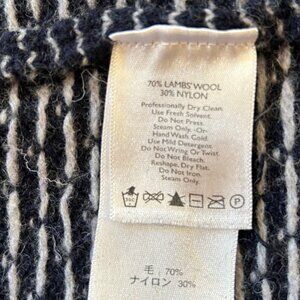 70% LAMBS' WOOL
30% NYLON
Professionally Dry Clean.
Use Fresh Solvent.
Do Not Press.
Steam Only. -Or-
Hand Wash Cold.
Use Mild Detergent.
Do Not Wring Or Twist.
Do Not Bleach.
Reshape. Dry Flat.
Do Not Iron.
Steam Only.
P
毛 70%
ナイロン 30%